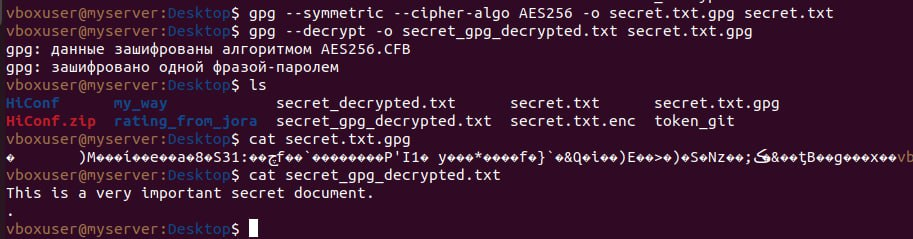 vboxuser@myserver:Desktop$ gpg --symmetric --cipher-algo AES256 -o secret.txt.gpg secret.txt
vboxuser@myserver:Desktop$ gpg --decrypt -o secret_gpg_decrypted.txt secret.txt.gpg
gpg: данные зашифрованы алгоритмом AES256.CFB
gpg: зашифровано одной фразой-паролем
vboxuser@myserver:Desktop$ ls
HiConf my_way secret_decrypted.txt secret.txt secret.txt.gpg
HiConf.zip rating_from_jora secret_gpg_decrypted.txt secret.txt.enc token_git
vboxuser@myserver:Desktop$ cat secret.txt.gpg
vboxuser@myserver:Desktop$ cat secret_gpg_decrypted.txt
This is a very important secret document.
.
vboxuser@myserver:Desktop$